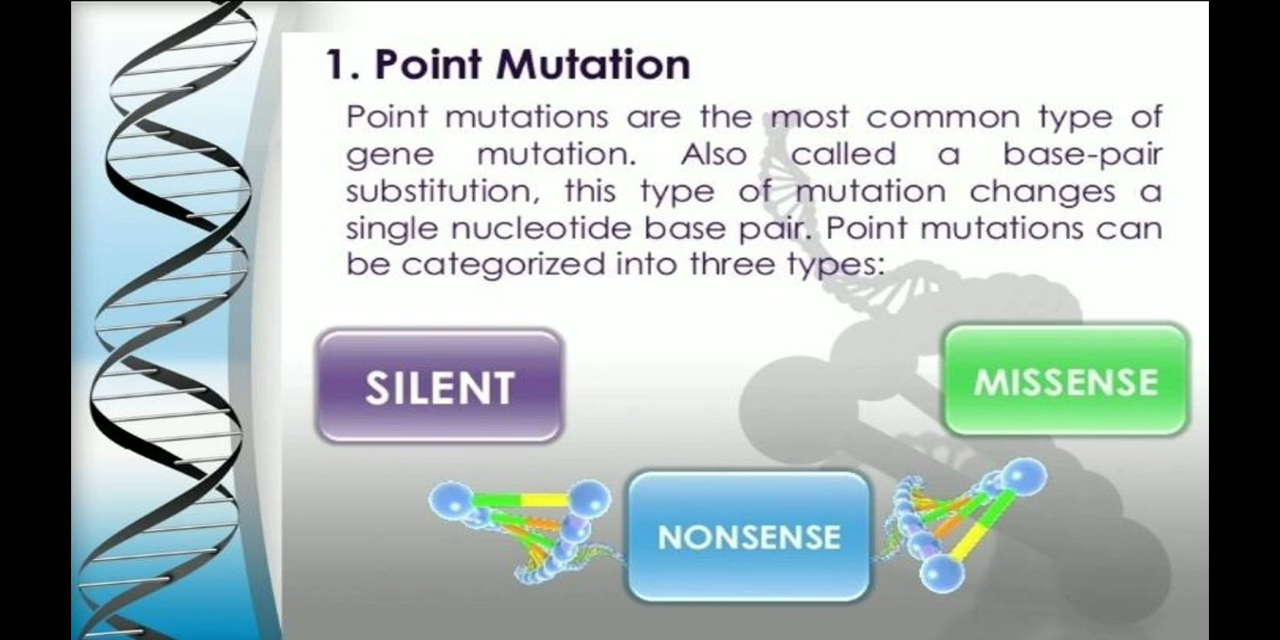 1. Point Mutation
Point mutations are the most common type of
gene mutation. Also called a base-pair
substitution, this type of mutation changes a
single nucleotide base pair. Point mutations can
be categorized into three types:
SILENT
MISSENSE
NONSENSE